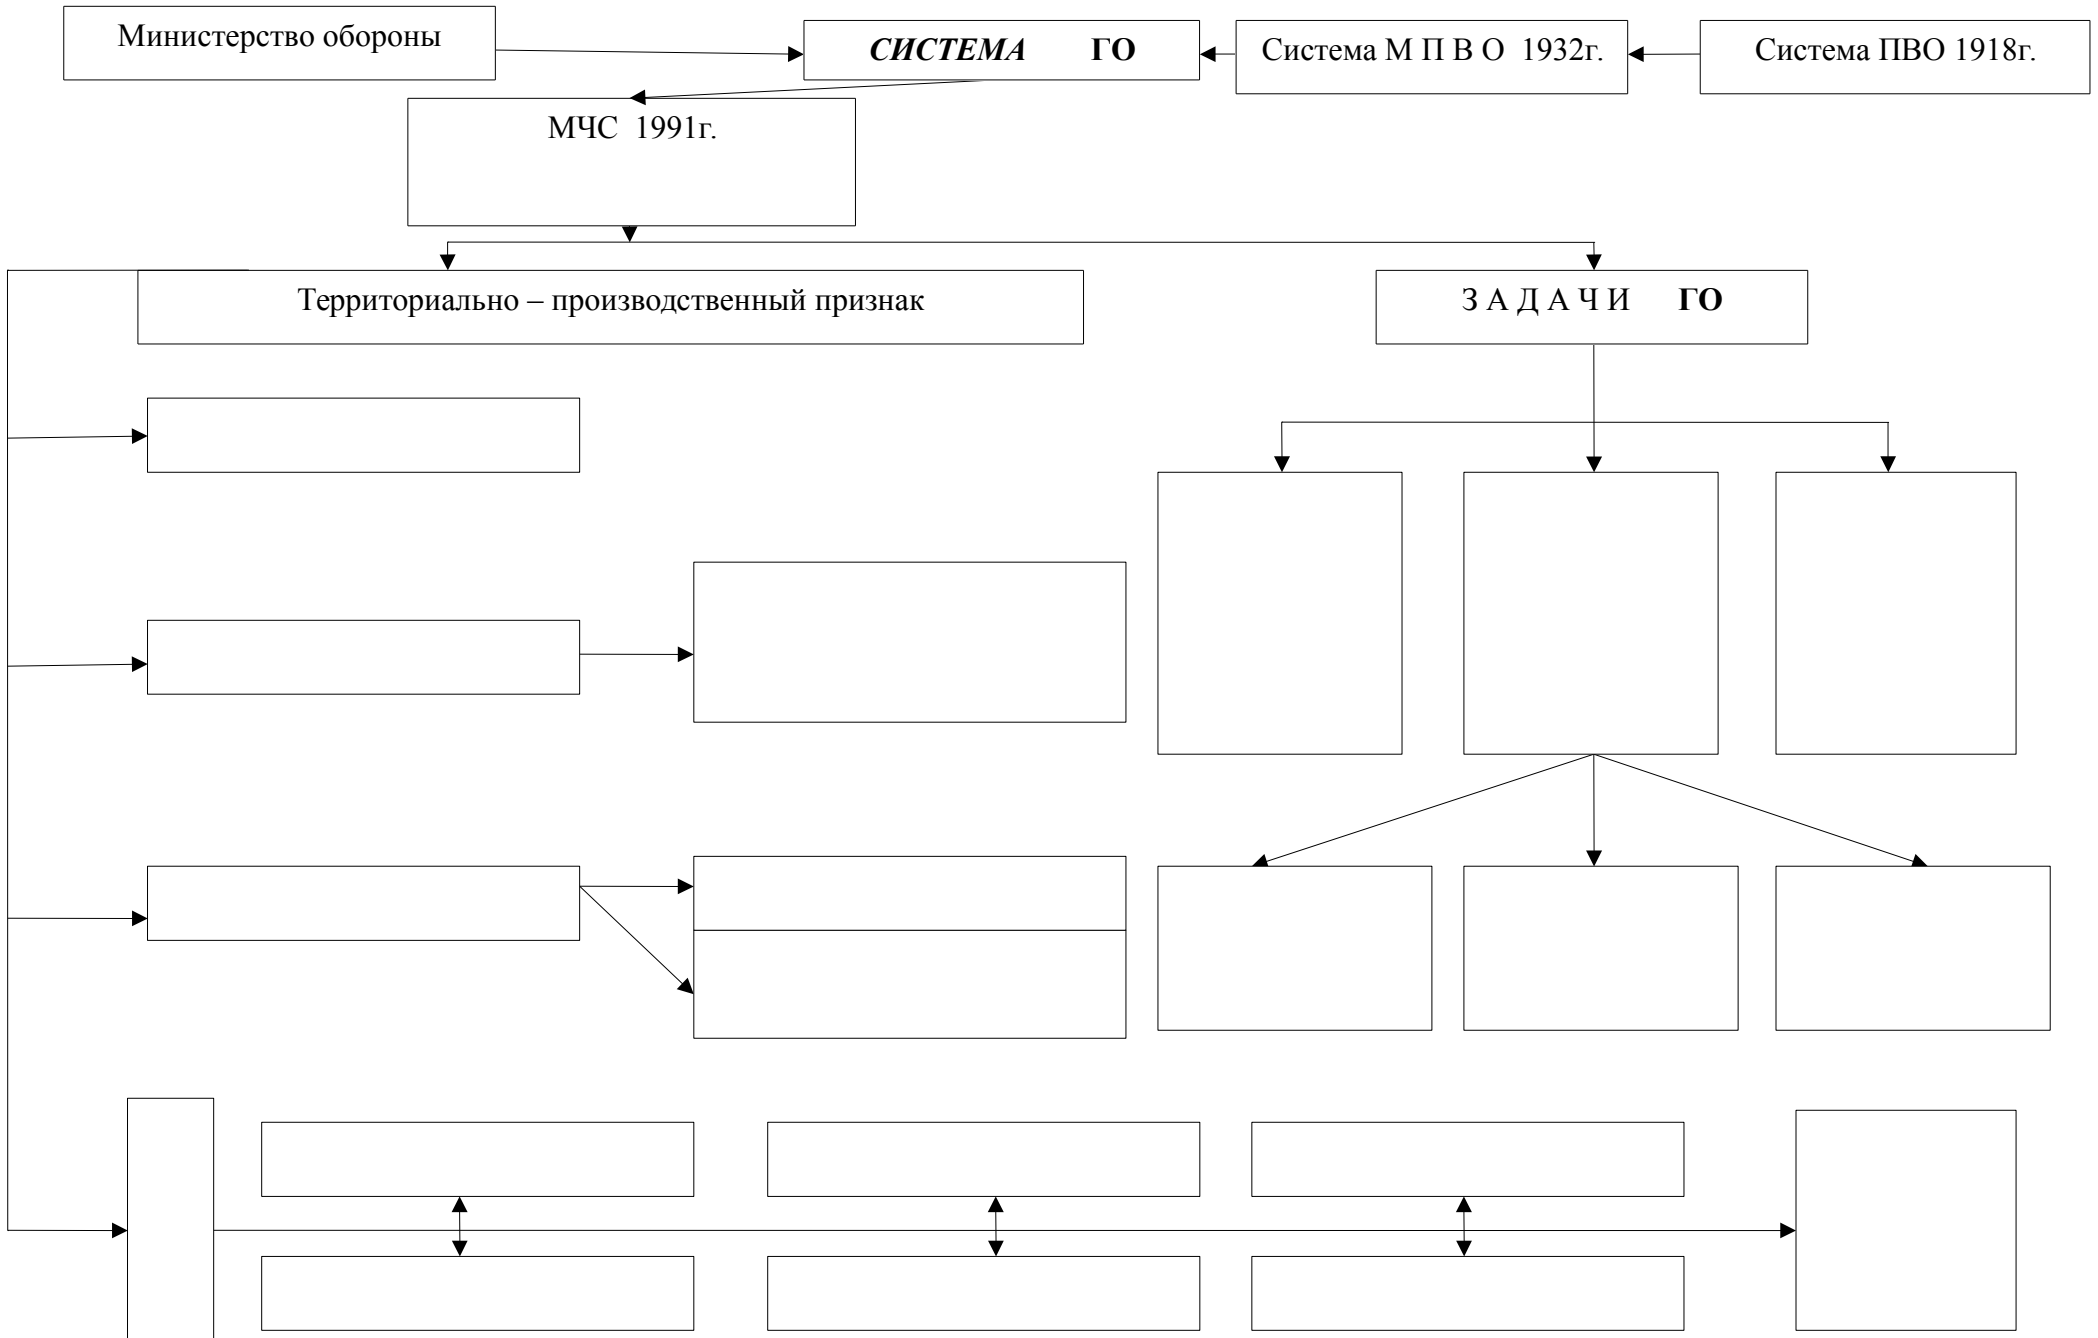 Министерство обороны
СИСТЕМА ГО
Система М П В О 1932г.
Система ПВО 1918г.
МЧС 1991г.
Территориально – производственный признак
З А Д А Ч И ГО